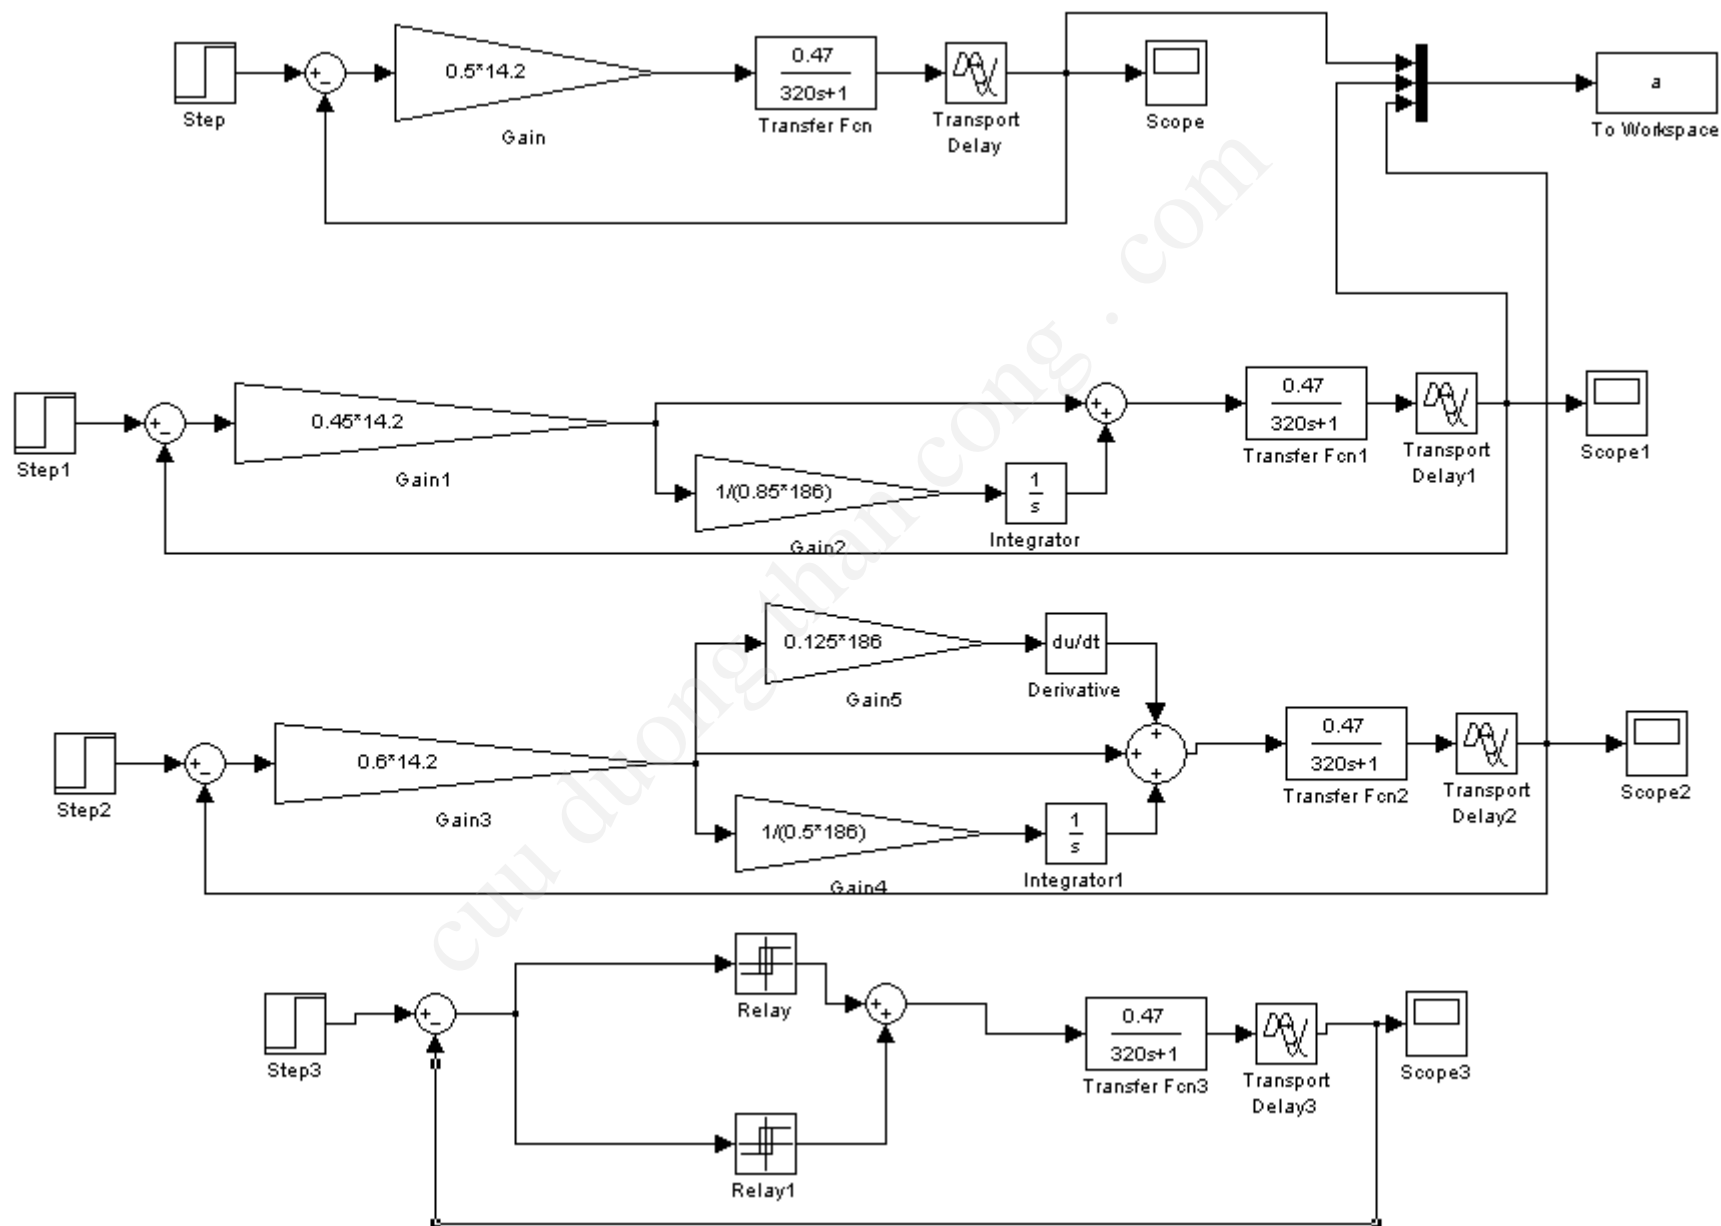 Step
+
−
0.5*14.2
Gain
0.47
320s+1
Transfer Fcn
Transport
Delay
Scope
a
To Workspace
Step1
+
−
0.45*14.2
Gain1
1/(0.85*186)
Gain2
1
s
Integrator
+
+
0.47
320s+1
Transfer Fcn1
Transport
Delay1
Scope1
Step2
+
−
0.6*14.2
Gain3
0.125*186
Gain5
du/dt
Derivative
1/(0.5*186)
Gain4
1
s
Integrator1
+
+
+
0.47
320s+1
Transfer Fcn2
Transport
Delay2
Scope2
Step3
+
−
Relay
Relay1
+
+
0.47
320s+1
Transfer Fcn3
Transport
Delay3
Scope3
cuu duong than cong . com